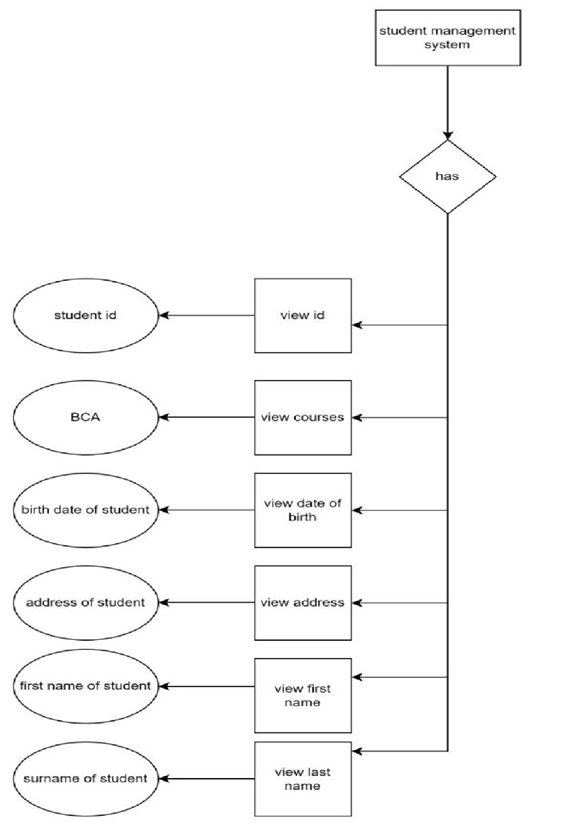 student management
system
has
student id
view id
BCA
view courses
birth date of student
view date of
birth
address of student
view address
first name of student
view first
name
surname of student
view last
name